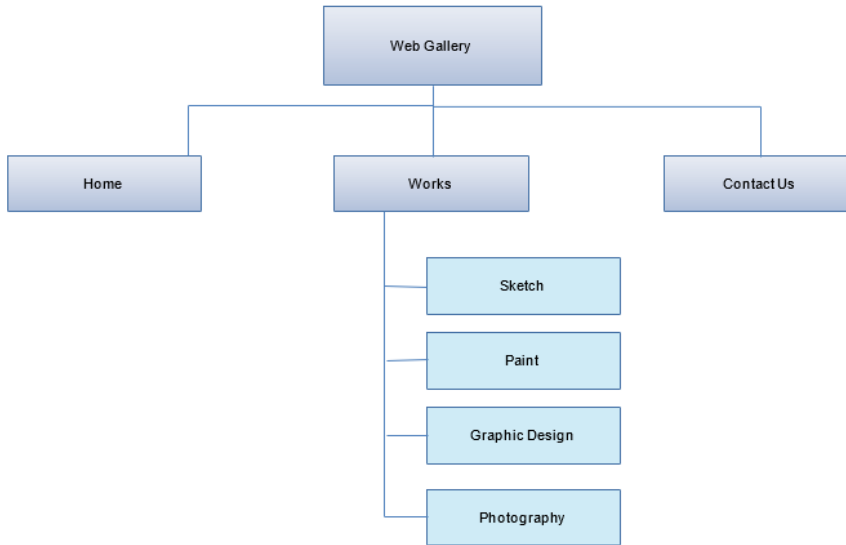 Web Gallery
Home
Works
Contact Us
Sketch
Paint
Graphic Design
Photography